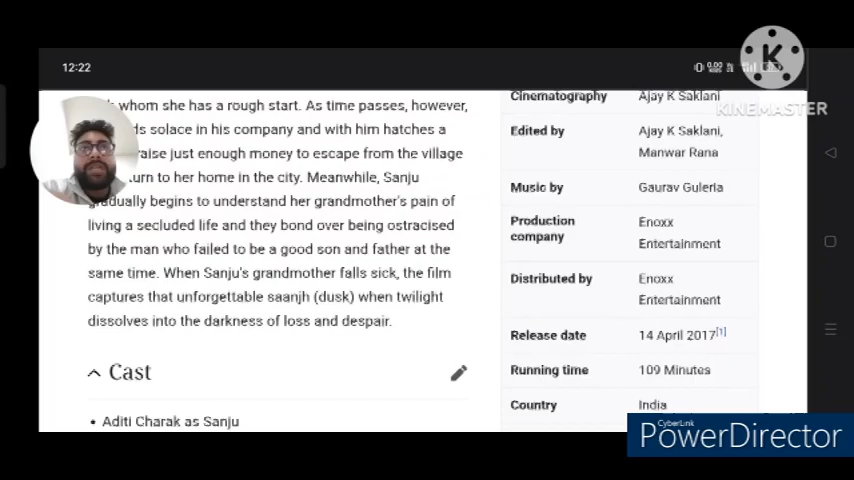 12:22
0.00
K
KINEMASTER
whom she has a rough start. As time passes, however,
solace in his company and with him hatches a
raise just enough money to escape from the village
turn to her home in the city. Meanwhile, Sanju
gradually begins to understand her grandmother's pain of
living a secluded life and they bond over being ostracised
by the man who failed to be a good son and father at the
same time. When Sanju's grandmother falls sick, the film
captures that unforgettable saanjh (dusk) when twilight
dissolves into the darkness of loss and despair.
Cast
• Aditi Charak as Sanju
Cinematography Ajay K Saklani
Edited by Ajay K Saklani,
Manwar Rana
Music by Gaurav Guleria
Production Enoxx
company Entertainment
Distributed by Enoxx
Entertainment
Release date 14 April 2017[1]
Running time 109 Minutes
Country India
CyberLink
PowerDirector